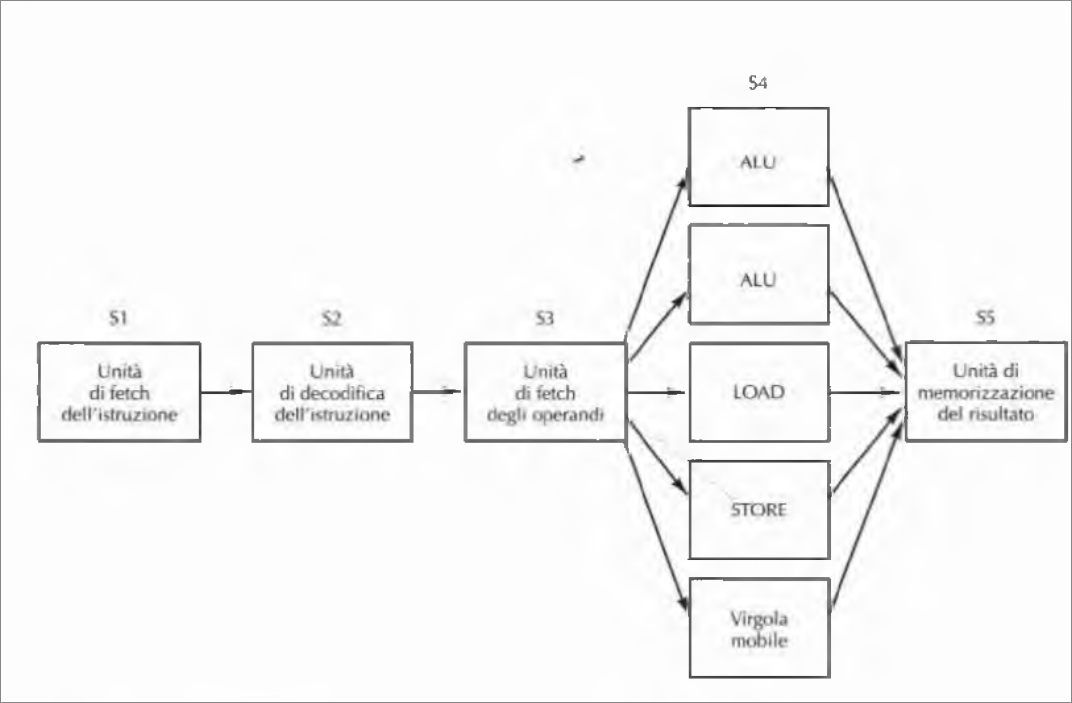 S4
ALU
ALU
S1
S2
S3
S5
Unità
di fetch
dell'istruzione
Unità
di decodifica
dell'istruzione
Unità
di fetch
degli operandi
LOAD
Unità di
memorizzazione
del risultato
STORE
Virgola
mobile